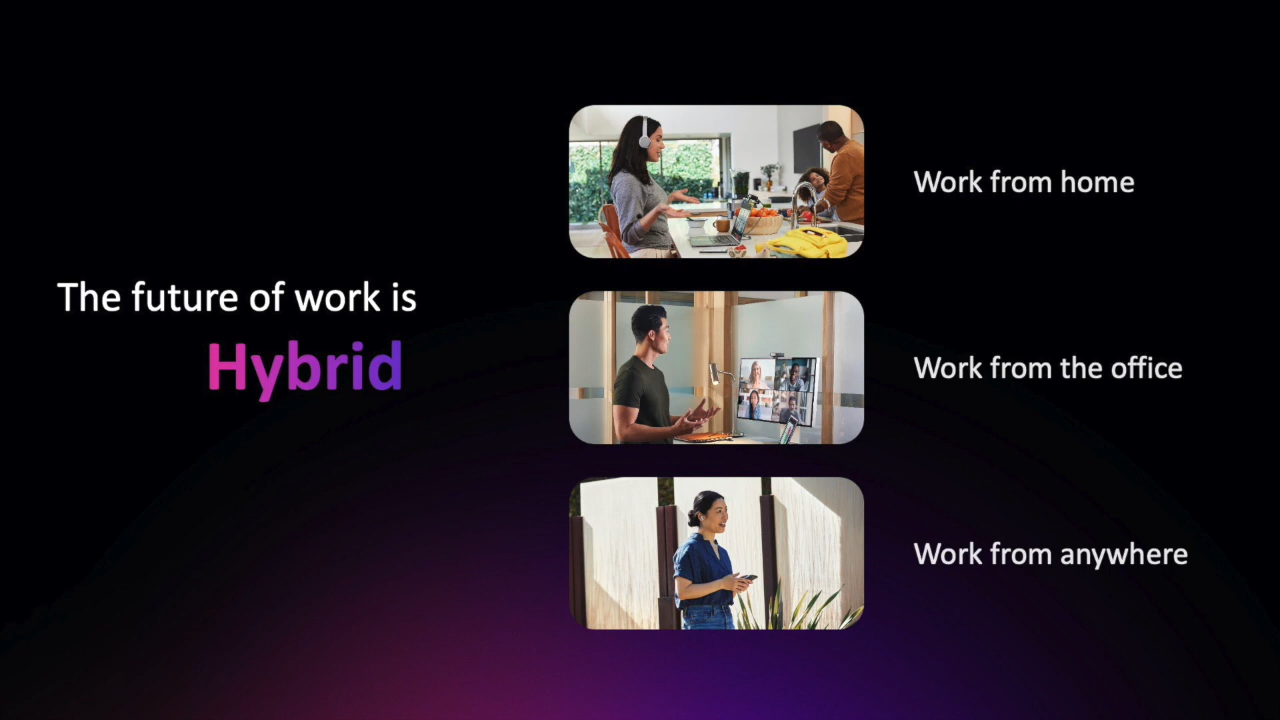 The future of work is
Hybrid
Work from home
Work from the office
Work from anywhere